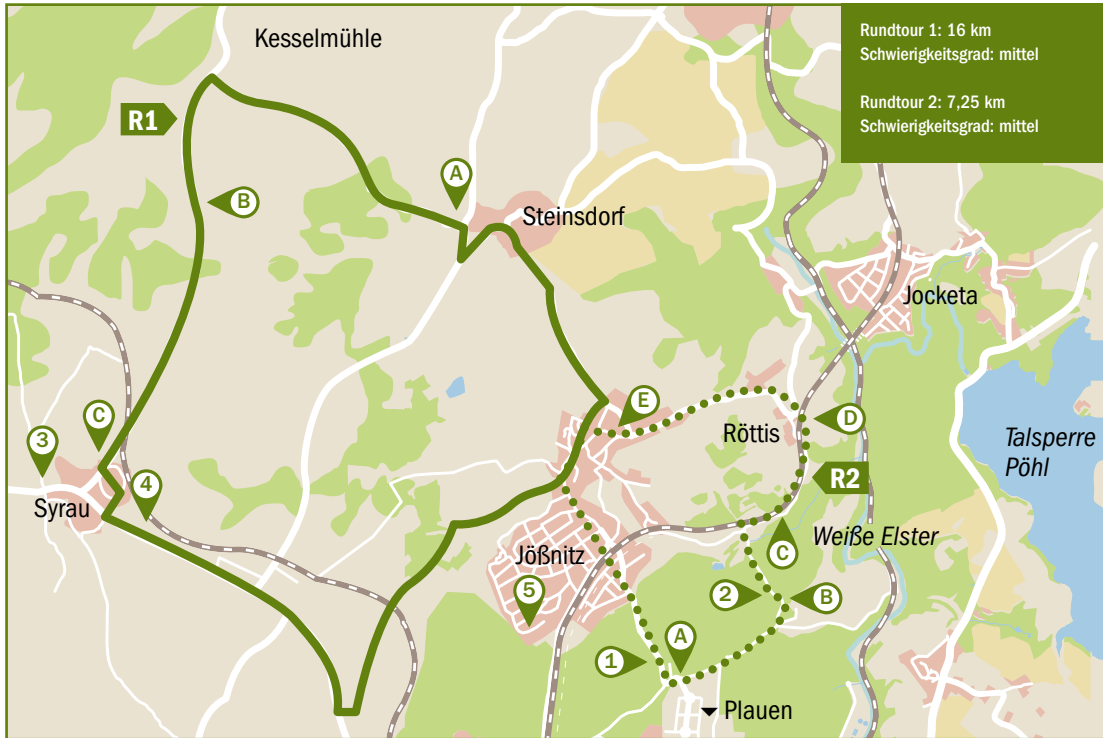 Kesselmühle
Rundtour 1: 16 km
Schwierigkeitsgrad: mittel
Rundtour 2: 7,25 km
Schwierigkeitsgrad: mittel
R1
A
B
Steinsdorf
Jocketa
C
3
4
Syrau
E
D
Röttis
R2
Talsperre
Pöhl
Weiße Elster
C
Jößnitz
5
2
B
1
A
Plauen